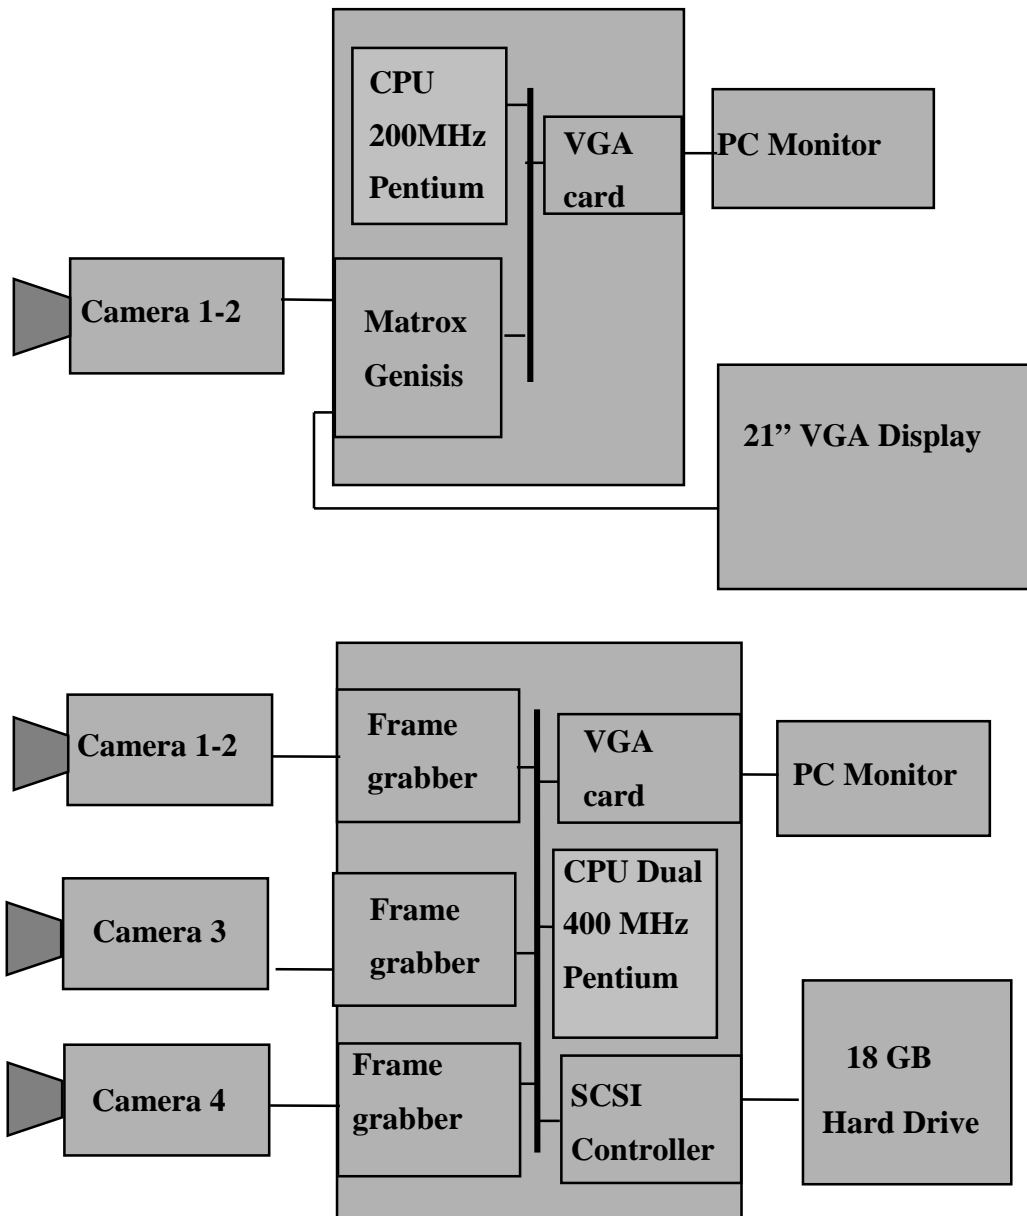 CPU
200MHz
Pentium
VGA
card
PC Monitor
Camera 1-2
Matrox
Genisis
21” VGA Display
Camera 1-2
Frame
grabber
VGA
card
PC Monitor
Camera 3
Frame
grabber
CPU Dual
400 MHz
Pentium
Camera 4
Frame
grabber
SCSI
Controller
18 GB
Hard Drive